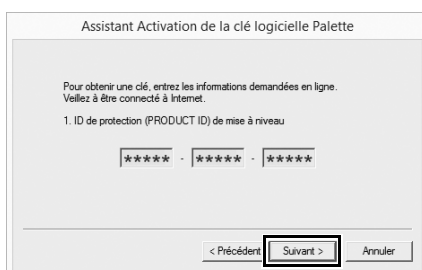 Assistant Activation de la clé logicielle Palette
Pour obtenir une clé, entrez les informations demandées en ligne.
Veillez à être connecté à Internet.
1. ID de protection (PRODUCT ID) de mise à niveau
***** - ***** - *****
< Précédent Suivant > Annuler